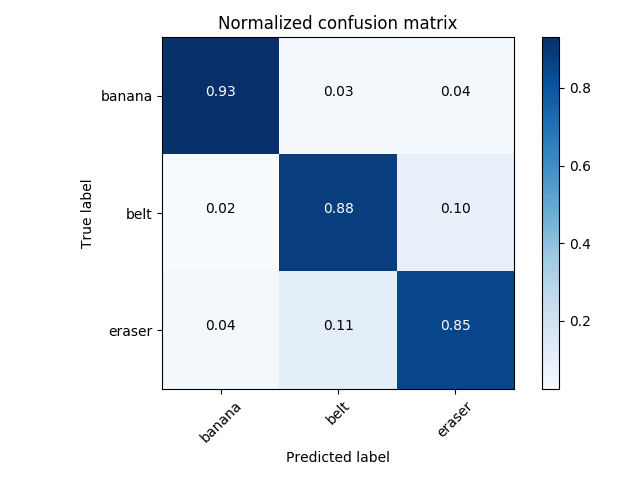 Normalized confusion matrix
True label
banana 0.93 0.03 0.04
belt 0.02 0.88 0.10
eraser 0.04 0.11 0.85
banana belt eraser
Predicted label
0.8
0.6
0.4
0.2